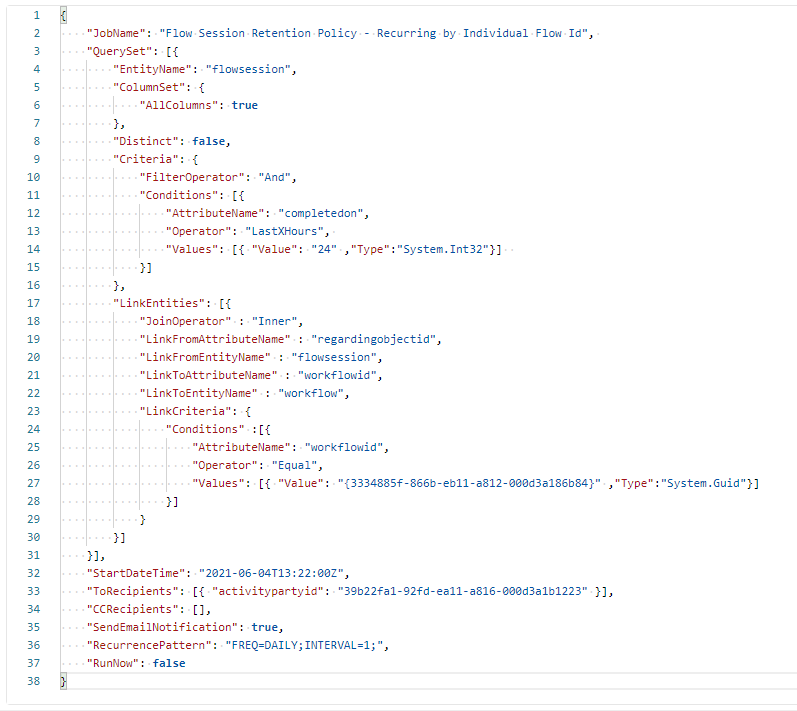 1 {
2 "JobName": "Flow Session Retention Policy - Recurring by Individual Flow Id",
3 "QuerySet": [{
4 "EntityName": "flowsession",
5 "ColumnSet": {
6 "AllColumns": true
7 },
8 "Distinct": false,
9 "Criteria": {
10 "FilterOperator": "And",
11 "Conditions": [{
12 "AttributeName": "completedon",
13 "Operator": "LastXHours",
14 "Values": [{ "Value": "24" ,"Type":"System.Int32"}]
15 }]
16 },
17 "LinkEntities": [{
18 "JoinOperator" : "Inner",
19 "LinkFromAttributeName" : "regardingobjectid",
20 "LinkFromEntityName" : "flowsession",
21 "LinkToAttributeName" : "workflowid",
22 "LinkToEntityName" : "workflow",
23 "LinkCriteria": {
24 "Conditions" :[{
25 "AttributeName": "workflowid",
26 "Operator": "Equal",
27 "Values": [{ "Value": "{3334885f-866b-eb11-a812-000d3a186b84}" ,"Type":"System.Guid"}]
28 }]
29 }
30 }]
31 }],
32 "StartDateTime": "2021-06-04T13:22:00Z",
33 "ToRecipients": [{ "activitypartyid": "39b22fa1-92fd-ea11-a816-000d3a1b1223" }],
34 "CCRecipients": [],
35 "SendEmailNotification": true,
36 "RecurrencePattern": "FREQ=DAILY;INTERVAL=1;",
37 "RunNow": false
38 }